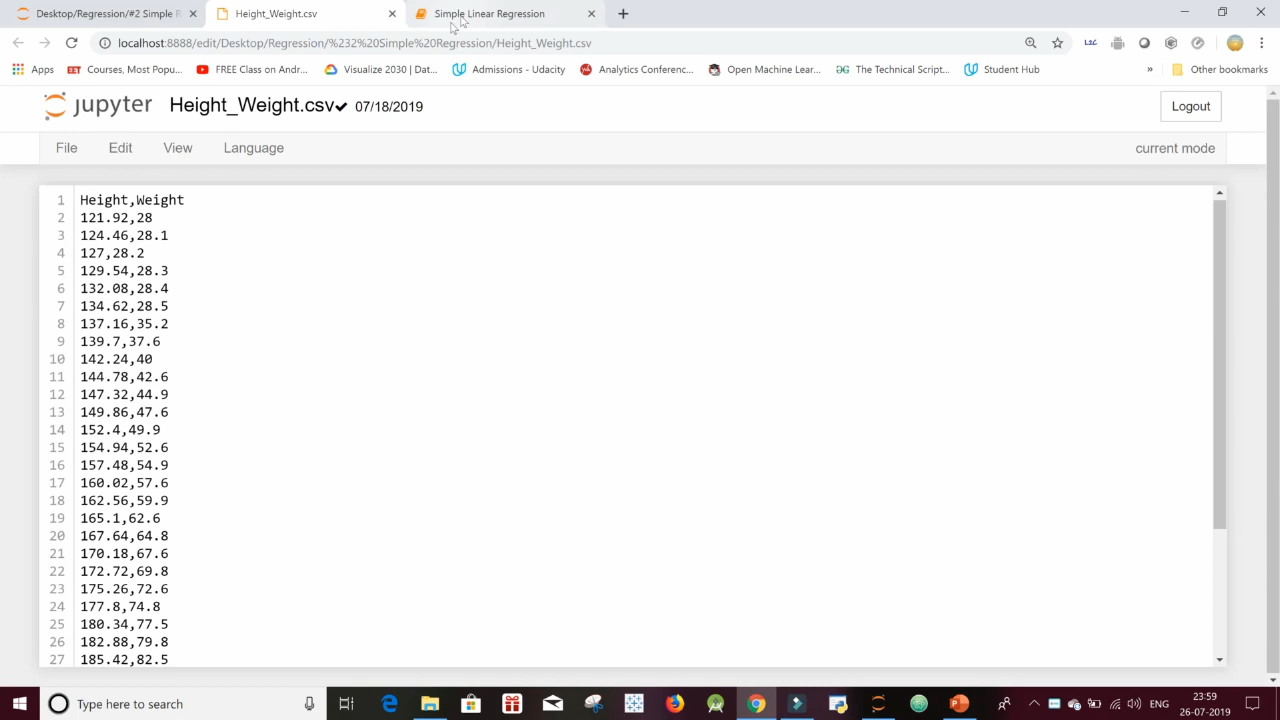 Desktop/Regression/#2 Simple R
Height_Weight.csv
Simple Linear Regression
localhost:8888/edit/Desktop/Regression/%232%20Simple%20Regression/Height_Weight.csv
Apps
Courses, Most Popu...
FREE Class on Andr...
Visualize 2030 | Dat...
Admissions - Udacity
Analytics Conferenc...
Open Machine Lear...
The Technical Script...
Student Hub
»
Other bookmarks
jupyter
Height_Weight.csv✔ 07/18/2019
Logout
File
Edit
View
Language
current mode
1 Height,Weight
2 121.92,28
3 124.46,28.1
4 127,28.2
5 129.54,28.3
6 132.08,28.4
7 134.62,28.5
8 137.16,35.2
9 139.7,37.6
10 142.24,40
11 144.78,42.6
12 147.32,44.9
13 149.86,47.6
14 152.4,49.9
15 154.94,52.6
16 157.48,54.9
17 160.02,57.6
18 162.56,59.9
19 165.1,62.6
20 167.64,64.8
21 170.18,67.6
22 172.72,69.8
23 175.26,72.6
24 177.8,74.8
25 180.34,77.5
26 182.88,79.8
27 185.42,82.5
Type here to search
ENG
23:59
26-07-2019